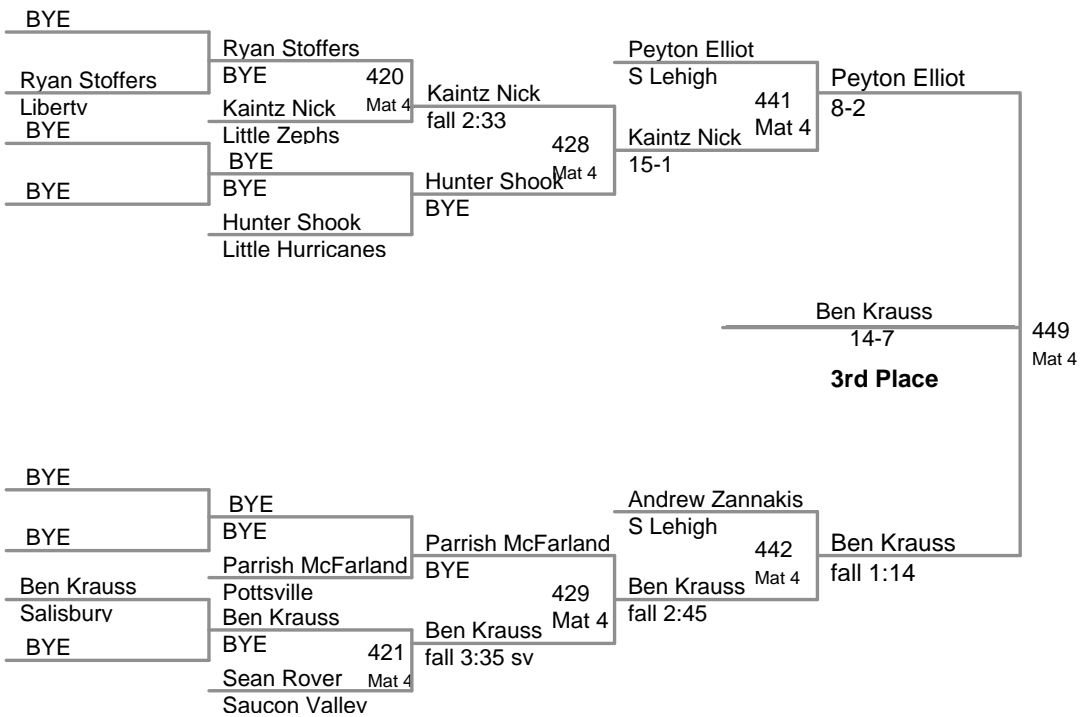 BYE
Ryan Stoffers
Liberty
BYE
BYE
Ryan Stoffers
BYE
420
Mat 4
Kaintz Nick
Little Zephs
BYE
BYE
Hunter Shook
Little Hurricanes
Kaintz Nick
fall 2:33
428
Mat 4
Hunter Shook
BYE
Peyton Elliot
S Lehigh
441
Mat 4
Kaintz Nick
15-1
Peyton Elliot
8-2
Ben Krauss
14-7
3rd Place
449
Mat 4
BYE
BYE
Ben Krauss
Salisbury
BYE
BYE
BYE
Parrish McFarland
Pottsville
Ben Krauss
BYE
421
Mat 4
Sean Rover
Saucon Valley
Parrish McFarland
BYE
429
Mat 4
Ben Krauss
fall 3:35 sv
Andrew Zannakis
S Lehigh
442
Mat 4
Ben Krauss
fall 2:45
Ben Krauss
fall 1:14